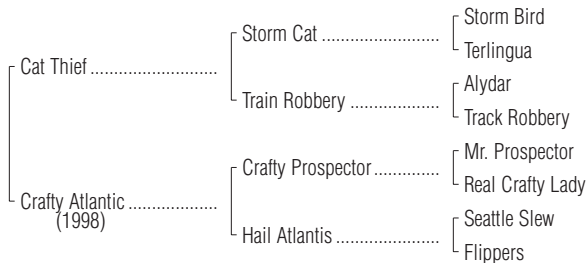 Storm Bird
Storm Cat ........................
Terlingua
Cat Thief ..........................
Alydar
Train Robbery ..................
Track Robbery
Mr. Prospector
Crafty Prospector.............
Real Crafty Lady
Crafty Atlantic ..................
(1998)
Seattle Slew
Hail Atlantis .....................
Flippers